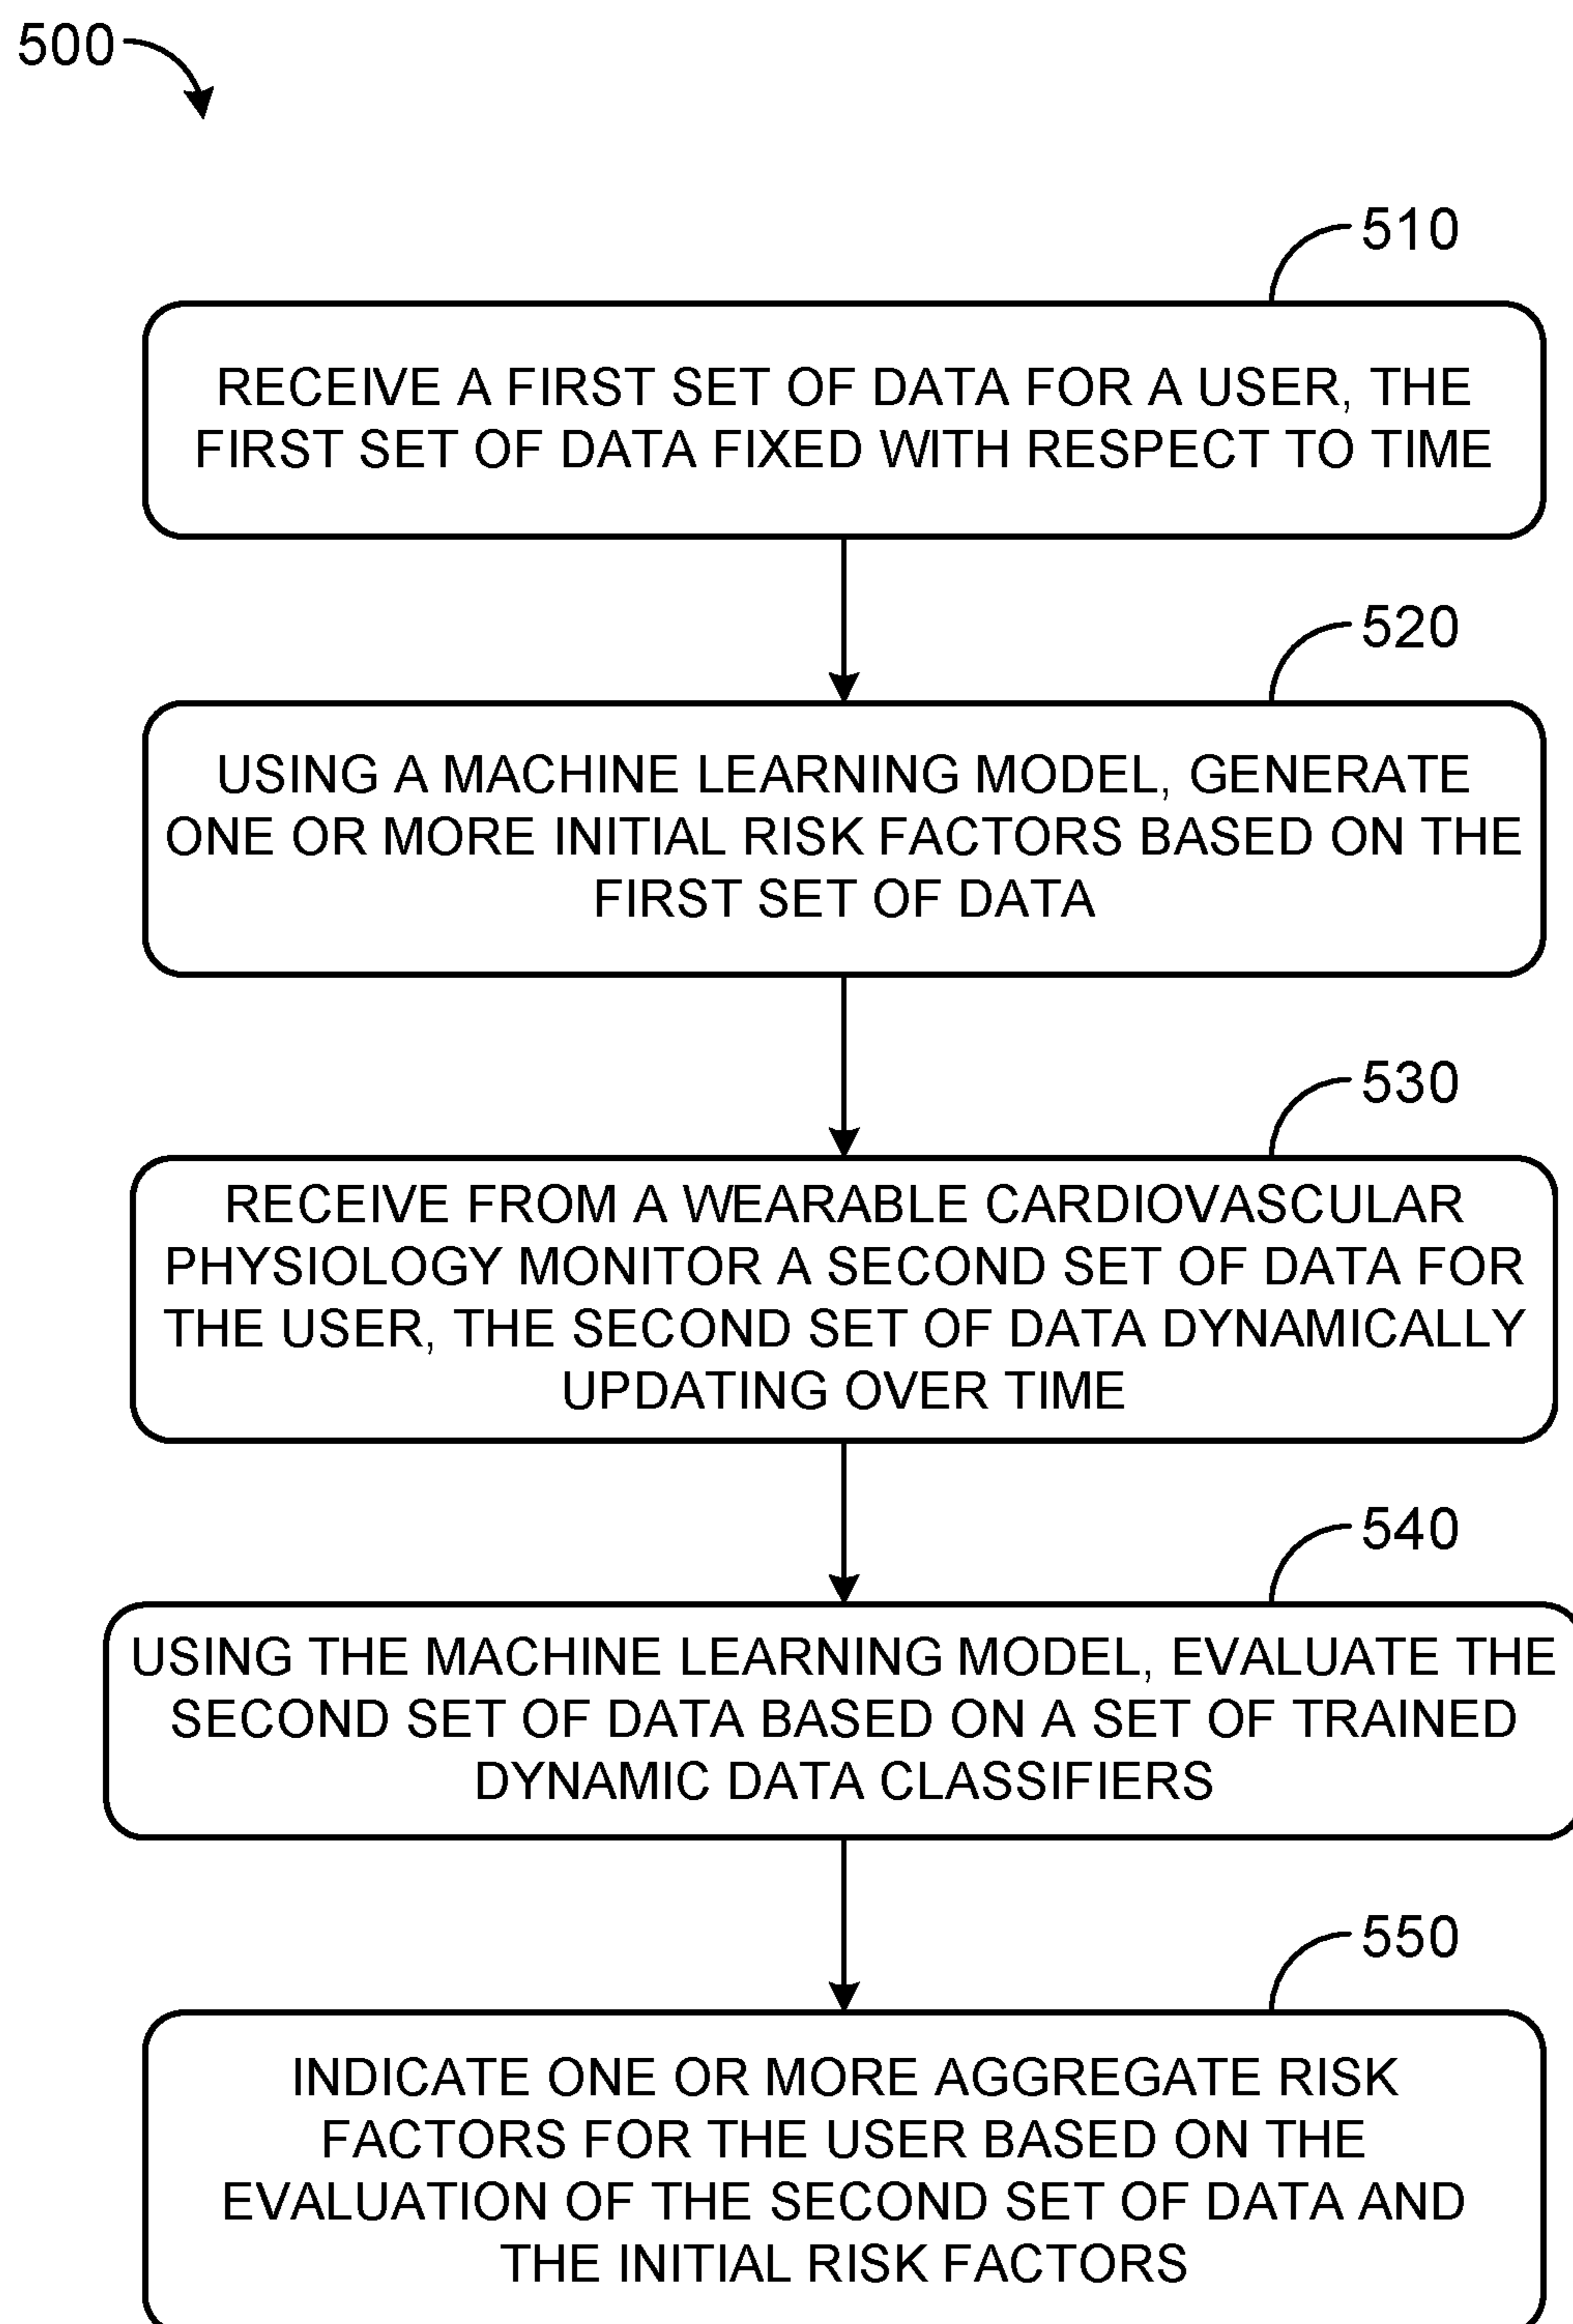 500
510
RECEIVE A FIRST SET OF DATA FOR A USER, THE
FIRST SET OF DATA FIXED WITH RESPECT TO TIME
520
USING A MACHINE LEARNING MODEL, GENERATE
ONE OR MORE INITIAL RISK FACTORS BASED ON THE
FIRST SET OF DATA
530
RECEIVE FROM A WEARABLE CARDIOVASCULAR
PHYSIOLOGY MONITOR A SECOND SET OF DATA FOR
THE USER, THE SECOND SET OF DATA DYNAMICALLY
UPDATING OVER TIME
540
USING THE MACHINE LEARNING MODEL, EVALUATE THE
SECOND SET OF DATA BASED ON A SET OF TRAINED
DYNAMIC DATA CLASSIFIERS
550
INDICATE ONE OR MORE AGGREGATE RISK
FACTORS FOR THE USER BASED ON THE
EVALUATION OF THE SECOND SET OF DATA AND
THE INITIAL RISK FACTORS